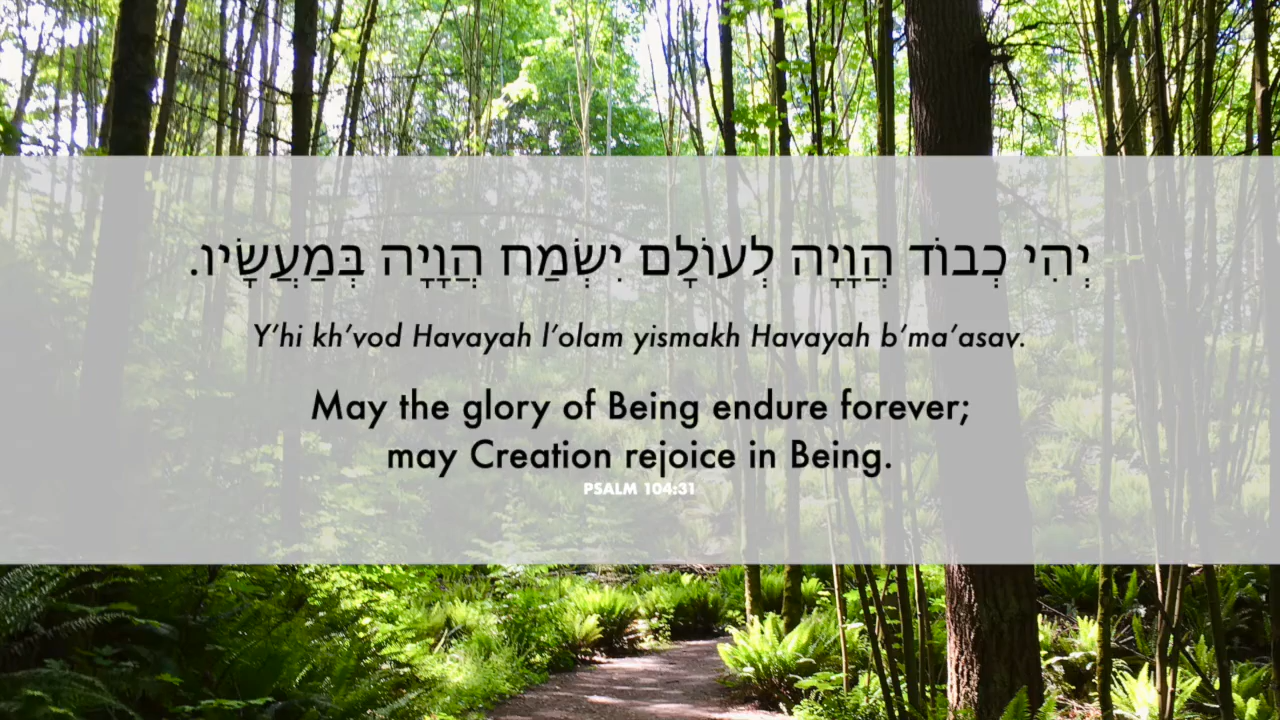 יְהִי כְבוֹד הֲוָיָה לְעוֹלָם יִשְׂמַח הֲוָיָה בְּמַעֲשָׂיו.
Y’hi kh’vod Havayah l’olam yismakh Havayah b’ma’asav.
May the glory of Being endure forever;
may Creation rejoice in Being.
PSALM 104:31